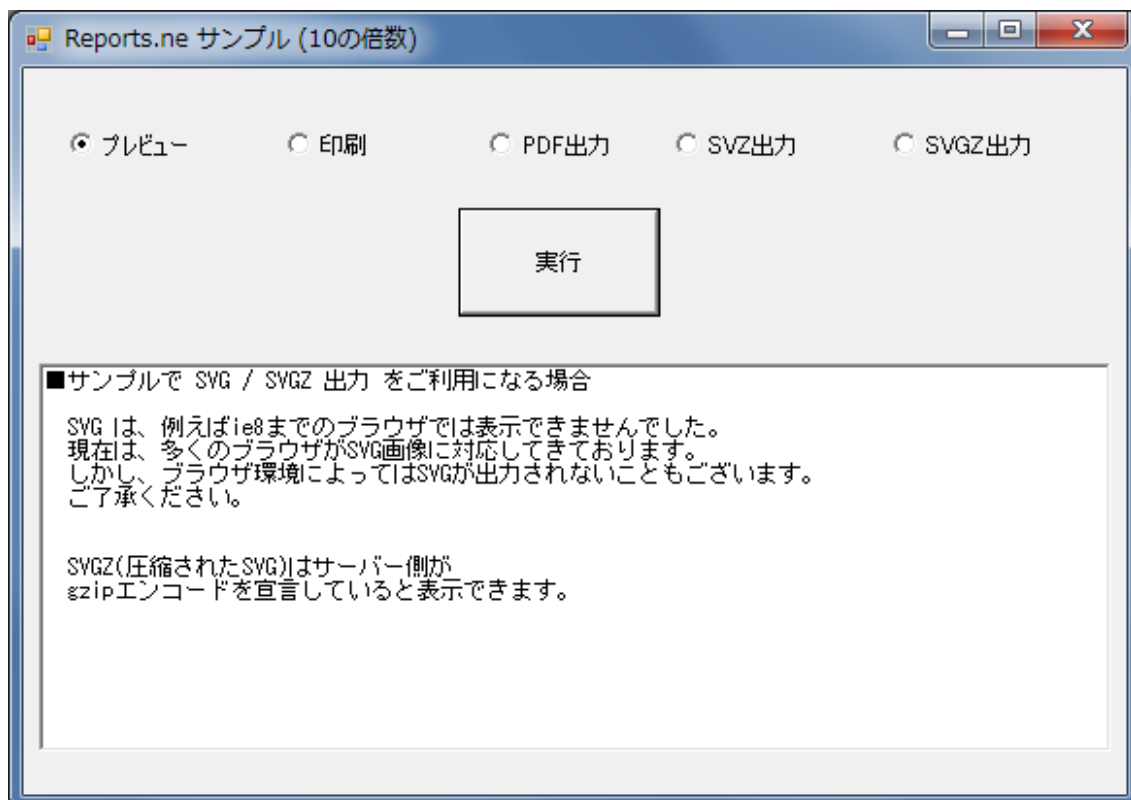 Reports.ne サンプル (10の倍数)
プレビュー 印刷 PDF出力 SVZ出力 SVGZ出力
実行
■サンプルで SVG / SVGZ 出力 をご利用になる場合
SVG は、例えばie8までのブラウザでは表示できませんでした。
現在は、多くのブラウザがSVG画像に対応してきております。
しかし、ブラウザ環境によってはSVGが出力されないこともございます。
ご了承ください。
SVGZ(圧縮されたSVG)はサーバー側が
gzipエンコードを宣言していると表示できます。